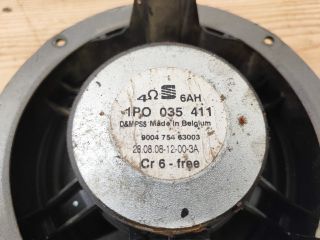 4Ω 6AH
1PO 035 411
D&MPSS Made in Belgium
9004 754 63003
28.08.08-12-00-3A
Cr 6 - free